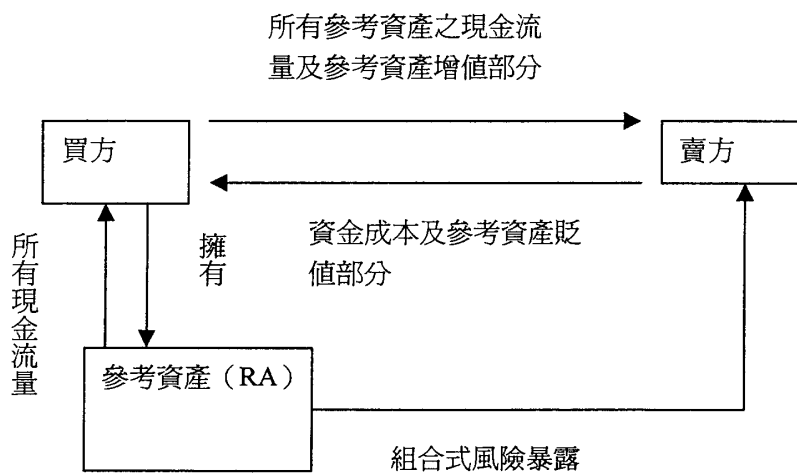 所有參考資產之現金流
量及參考資產增值部分
買方
賣方
所有現金流量
擁有
資金成本及參考資產貶
值部分
參考資產（RA）
組合式風險暴露